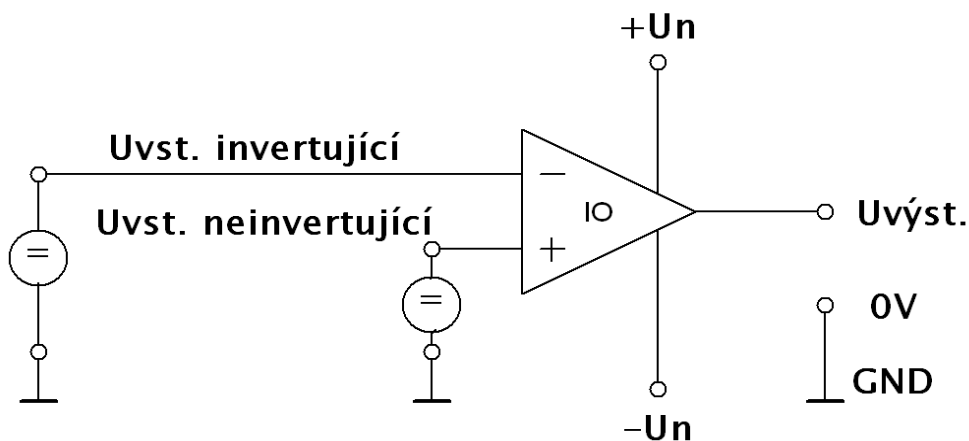 +Un
Uvst. invertující
−
Uvst. neinvertující
IO
Uvýst.
+
=
=
0V
GND
−Un